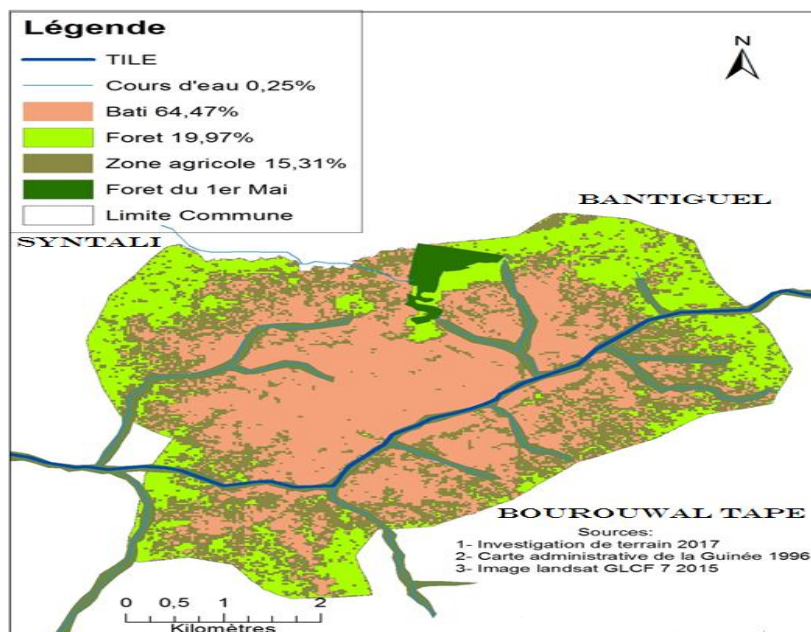 Légende
TILE
Cours d'eau 0,25%
Bati 64,47%
Foret 19,97%
Zone agricole 15,31%
Foret du 1er Mai
Limite Commune
N
BANTIGUEL
SYNTALI
BOUROUWAL TAPE
Sources:
1- Investigation de terrain 2017
2- Carte administrative de la Guinée 1996
3- Image landsat GLCF 7 2015
0 0,5 1 2
Kilomètres